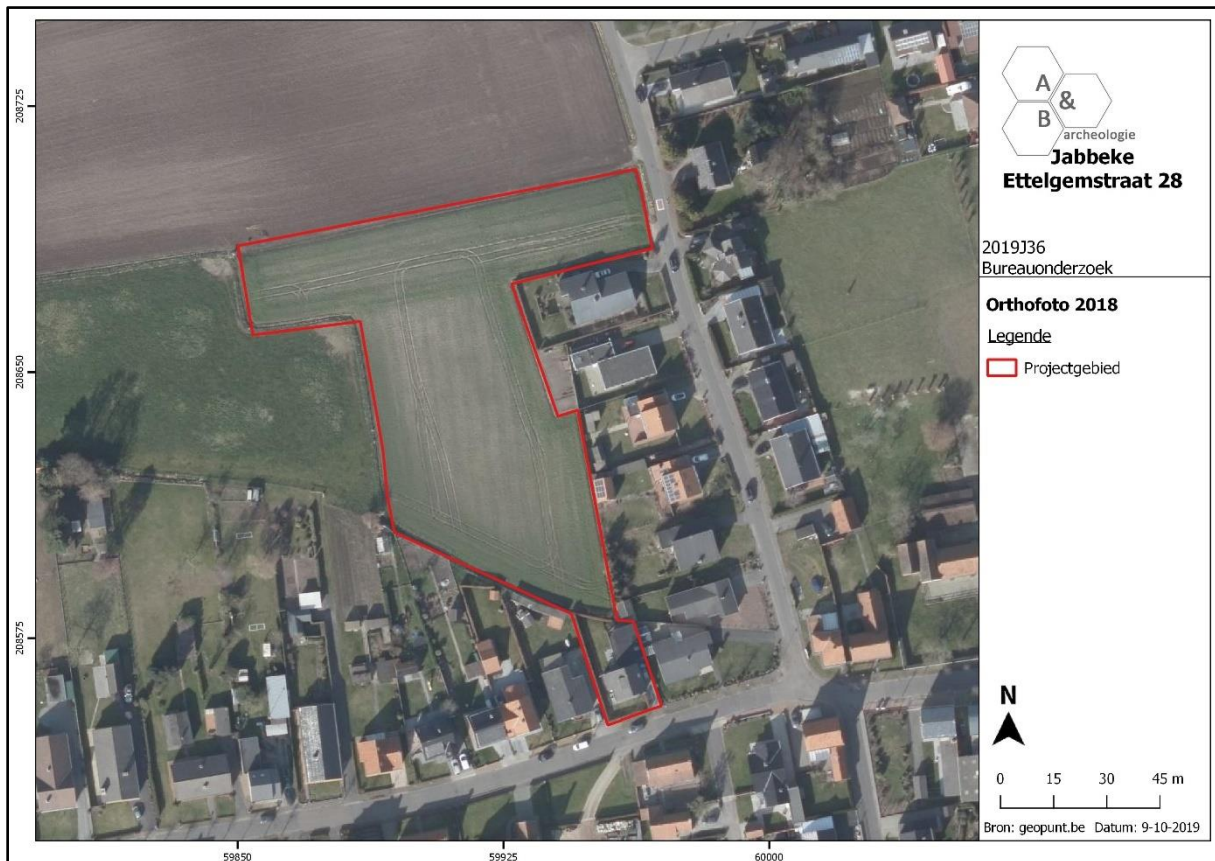 A
&
B
archeologie
Jabbeke
Ettelgemstraat 28
2019J36
Bureauonderzoek
Orthofoto 2018
Legende
Projectgebied
N
0 15 30 45 m
Bron: geopunt.be Datum: 9-10-2019
208725
208650
208575
59850 59925 60000